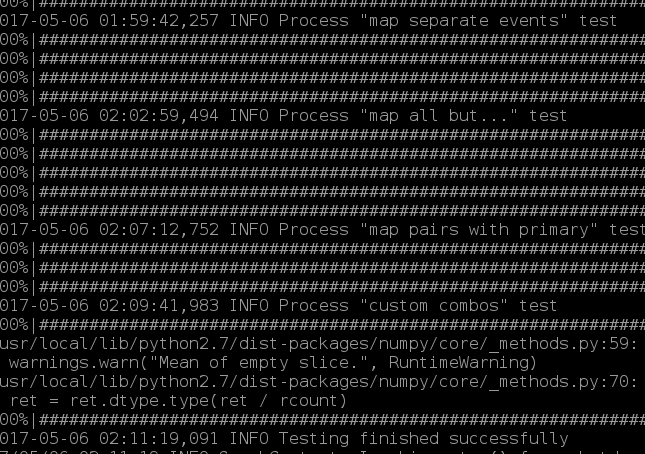 00%|##############################################################
017-05-06 01:59:42,257 INFO Process "map separate events" test
00%|##############################################################
00%|##############################################################
00%|##############################################################
00%|##############################################################
017-05-06 02:02:59,494 INFO Process "map all but..." test
00%|##############################################################
00%|##############################################################
00%|##############################################################
00%|##############################################################
00%|##############################################################
017-05-06 02:07:12,752 INFO Process "map pairs with primary" test
00%|##############################################################
00%|##############################################################
00%|##############################################################
017-05-06 02:09:41,983 INFO Process "custom combos" test
00%|##############################################################
usr/local/lib/python2.7/dist-packages/numpy/core/_methods.py:59:
warnings.warn("Mean of empty slice.", RuntimeWarning)
usr/local/lib/python2.7/dist-packages/numpy/core/_methods.py:70:
ret = ret.dtype.type(ret / rcount)
00%|##############################################################
017-05-06 02:11:19,091 INFO Testing finished successfully